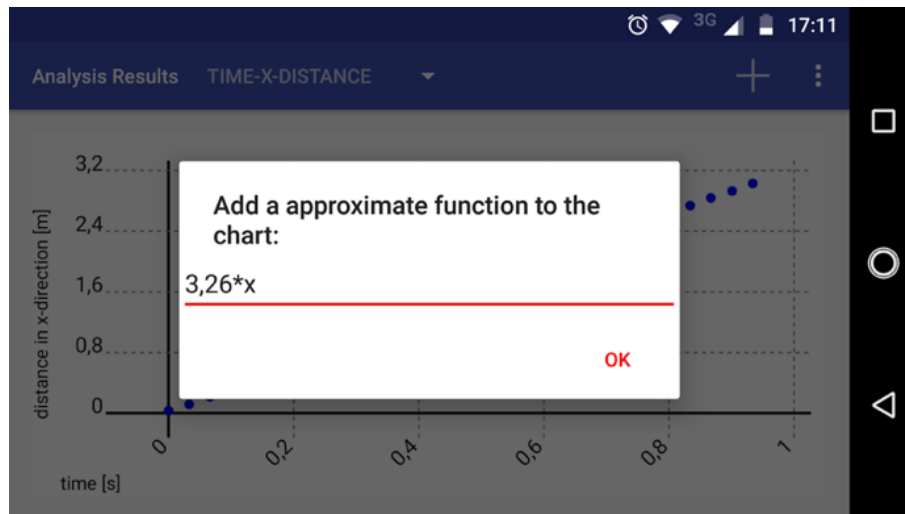 3G 17:11
Analysis Results TIME-X-DISTANCE
Add a approximate function to the
chart:
3,26*x
OK
distance in x-direction [m]
3,2
2,4
1,6
0,8
0
0 0,2 0,4 0,6 0,8 1
time [s]